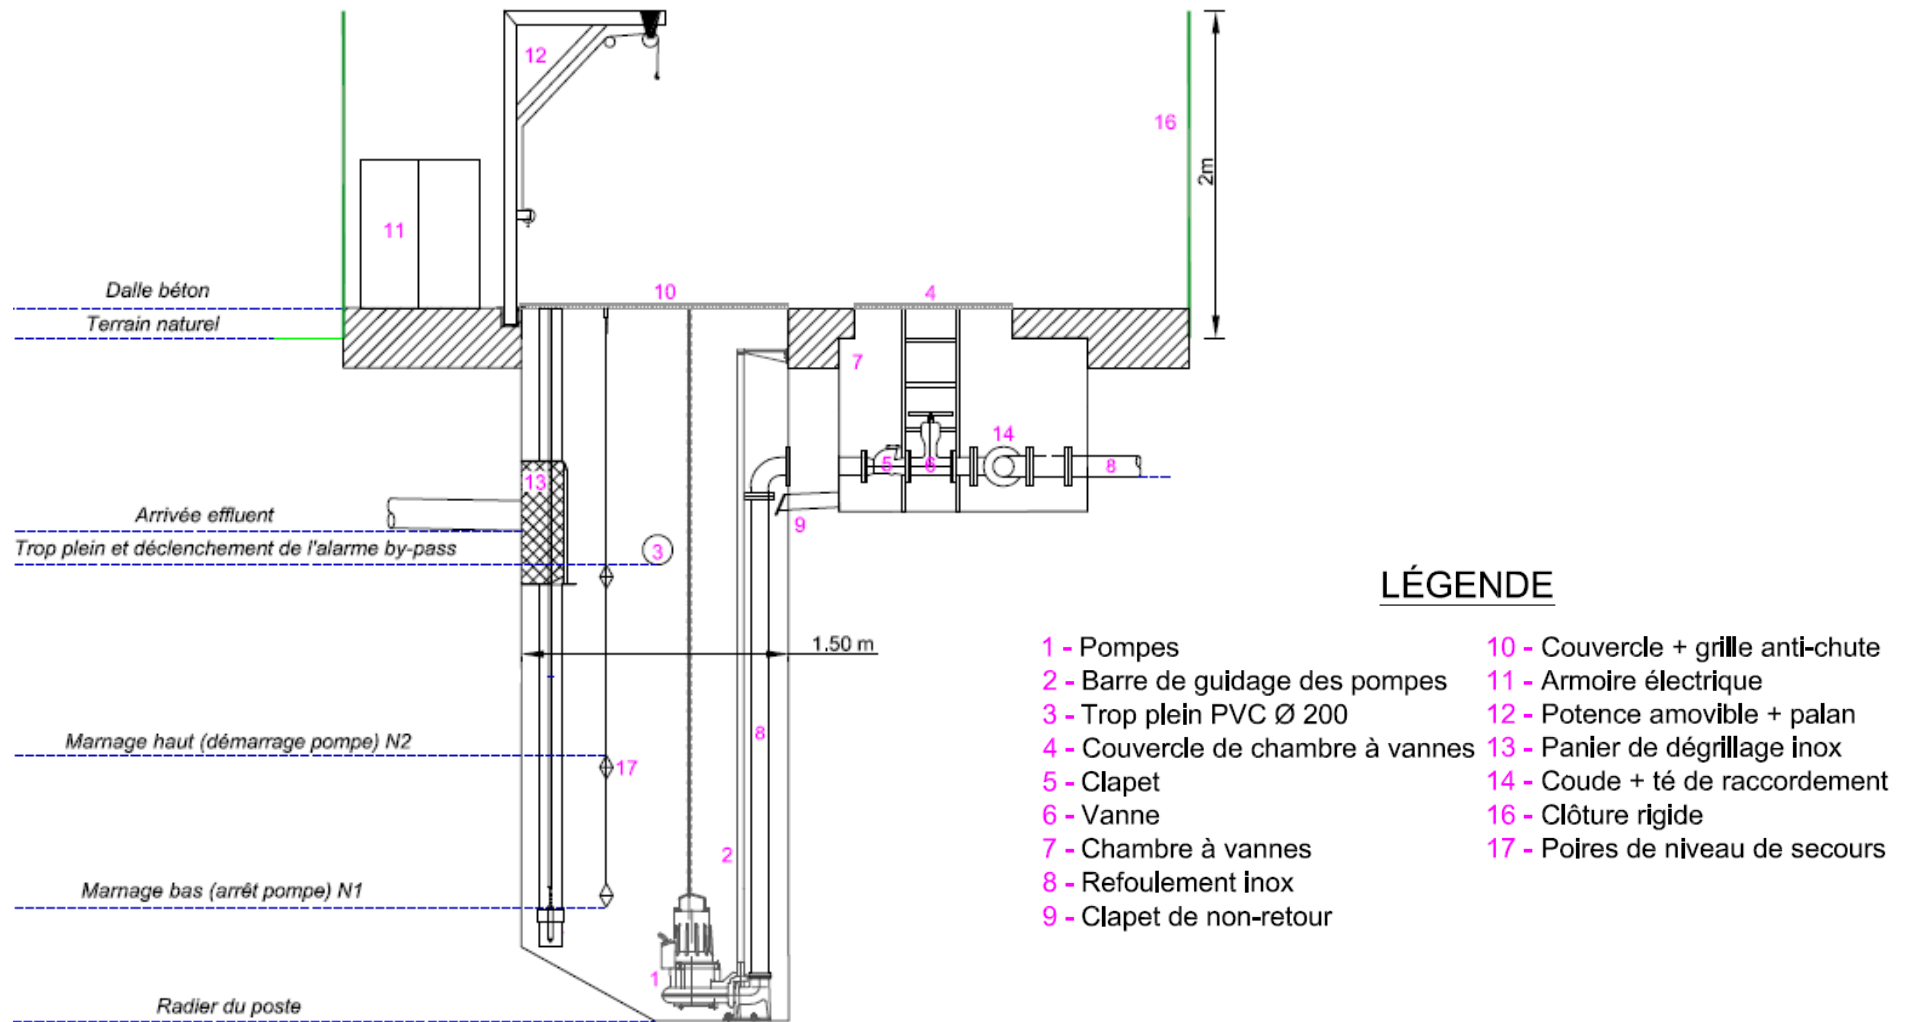 12
16
2m
11
Dalle béton
10
4
Terrain naturel
7
14
5
6
8
13
Arrivée effluent
9
Trop plein et déclenchement de l'alarme by-pass
3
1.50 m
8
Marnage haut (démarrage pompe) N2
17
2
Marnage bas (arrêt pompe) N1
1
Radier du poste
LÉGENDE
1 - Pompes
2 - Barre de guidage des pompes
3 - Trop plein PVC Ø 200
4 - Couvercle de chambre à vannes
5 - Clapet
6 - Vanne
7 - Chambre à vannes
8 - Refoulement inox
9 - Clapet de non-retour
10 - Couvercle + grille anti-chute
11 - Armoire électrique
12 - Potence amovible + palan
13 - Panier de dégrillage inox
14 - Coude + té de raccordement
16 - Clôture rigide
17 - Poires de niveau de secours